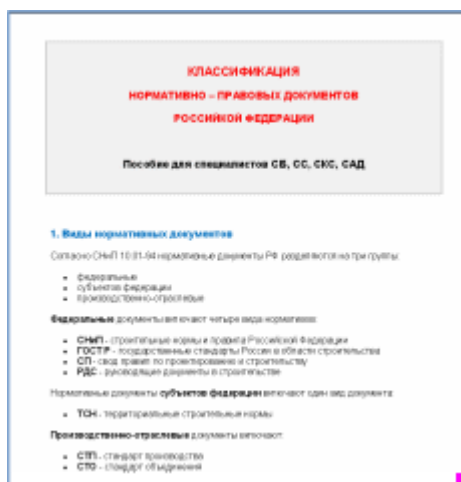 КЛАССИФИКАЦИЯ
НОРМАТИВНО – ПРАВОВЫХ ДОКУМЕНТОВ
РОССИЙКОЙ ФЕДЕРАЦИИ
Пособие для специалистов СБ, СС, СКС, САД
1. Виды нормативных документов
Согласно СНиП 10.01-94 нормативные документы РФ разделяются на три группы:
федеральные
субъектов федерации
производственно-отраслевые
Федеральные документы включают четыре вида нормативов:
СНиП - строительные нормы и правила Российской Федерации
ГОСТ Р - государственные стандарты России в области строительства
СП - свод правил по проектированию и строительству
РДС - руководящие документы в строительстве
Нормативные документы субъектов федерации включают один вид документа:
ТСН - территориальные строительные нормы
Производственно-отраслевые документы включают:
СТП - стандарт производства
СТО - стандарт объединения